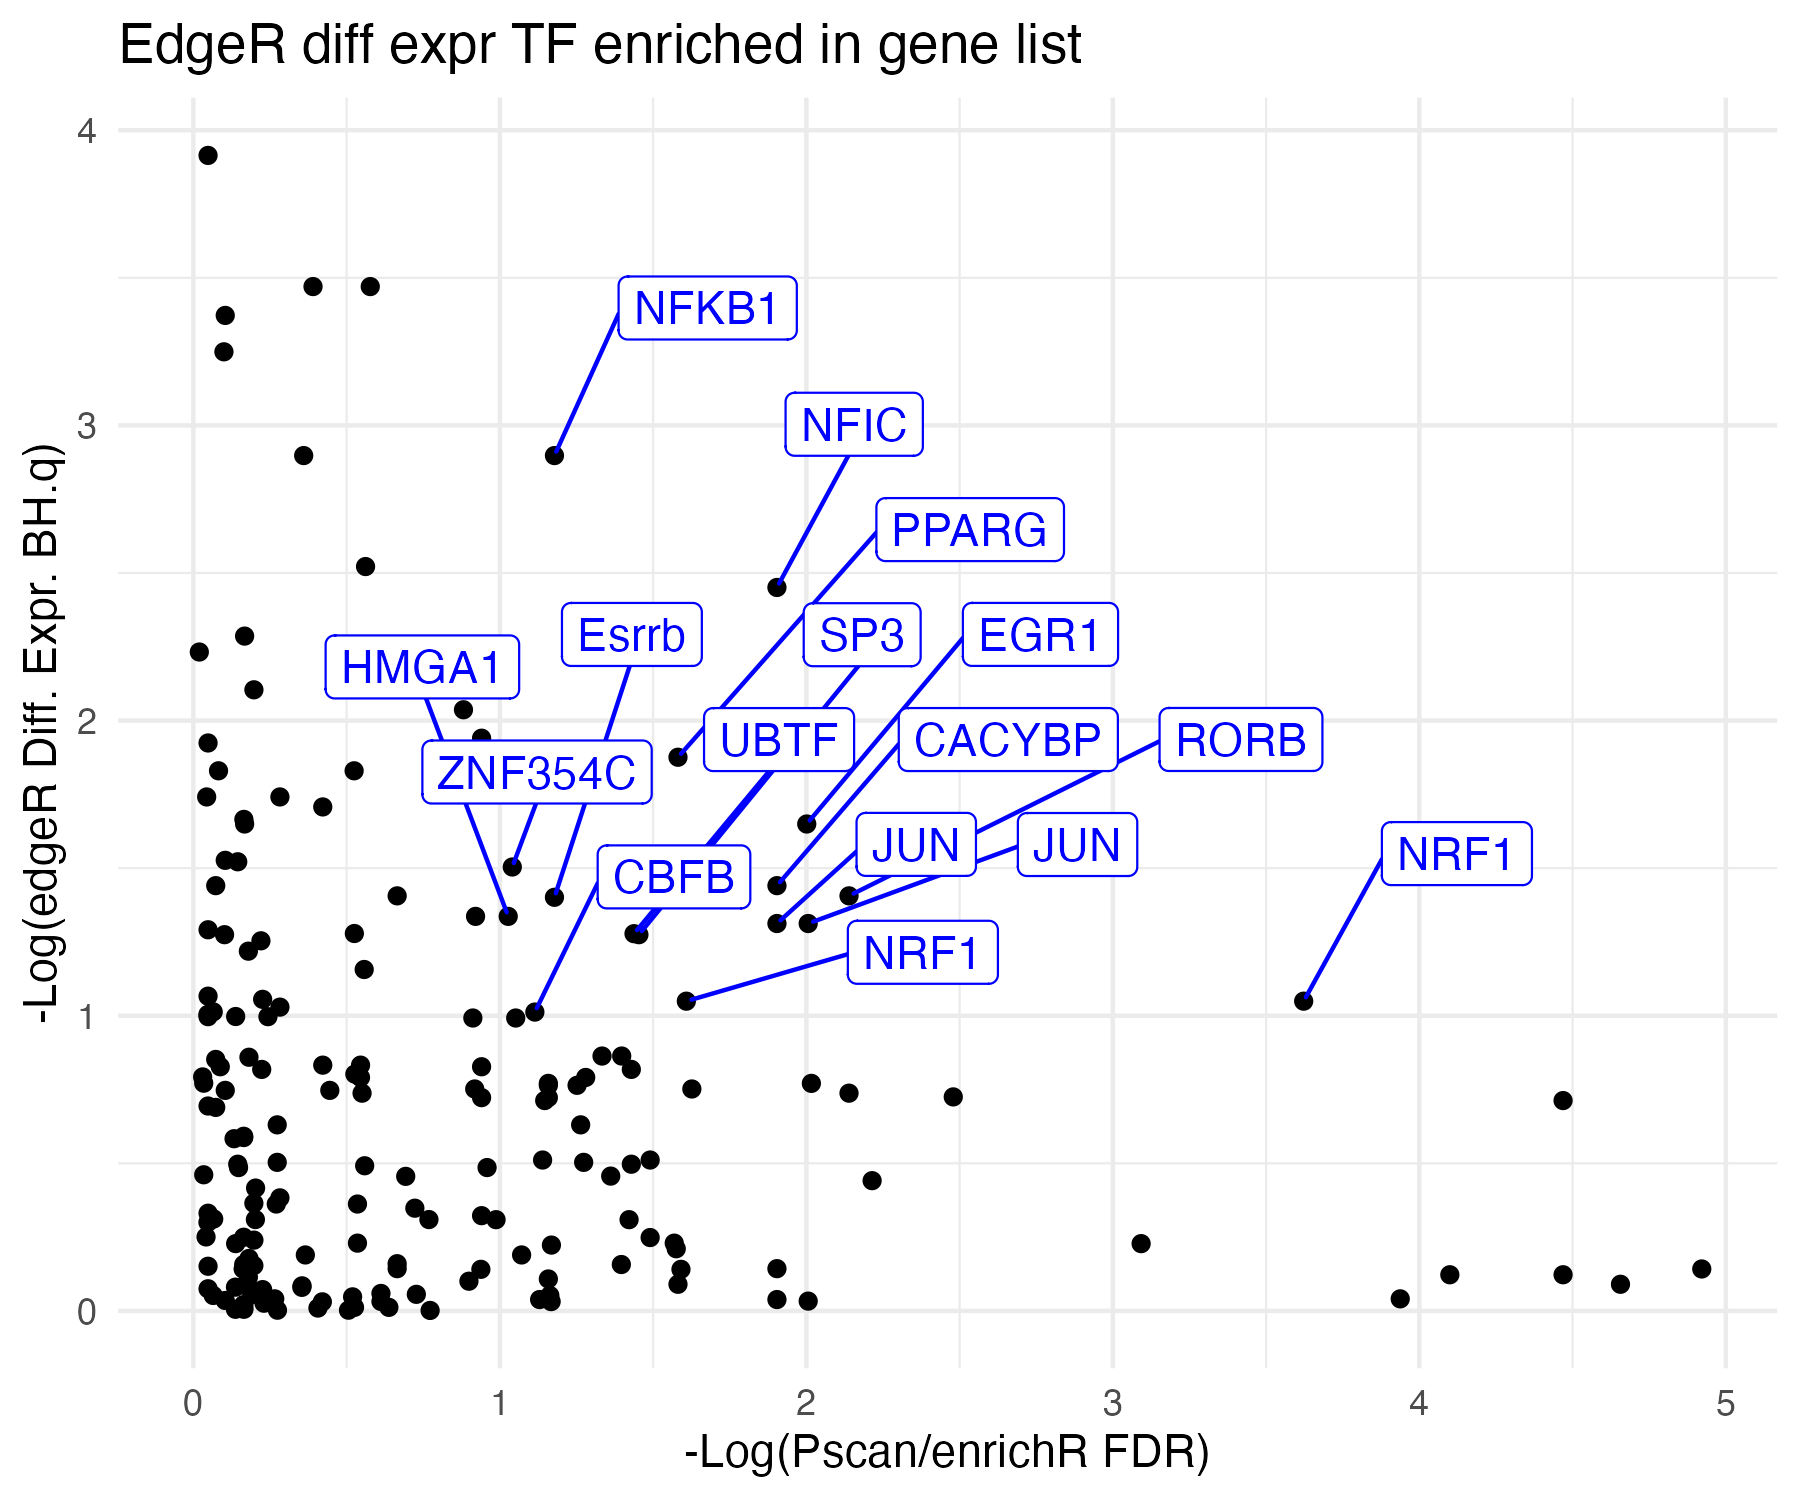 EdgeR diff expr TF enriched in gene list
-Log(edgeR Diff. Expr. BH.q)
4
3
2
1
0
NFKB1
NFIC
PPARG
Esrrb
SP3
EGR1
HMGA1
UBTF
CACYBP
RORB
ZNF354C
JUN
JUN
NRF1
CBFB
NRF1
0
1
2
3
4
5
-Log(Pscan/enrichR FDR)